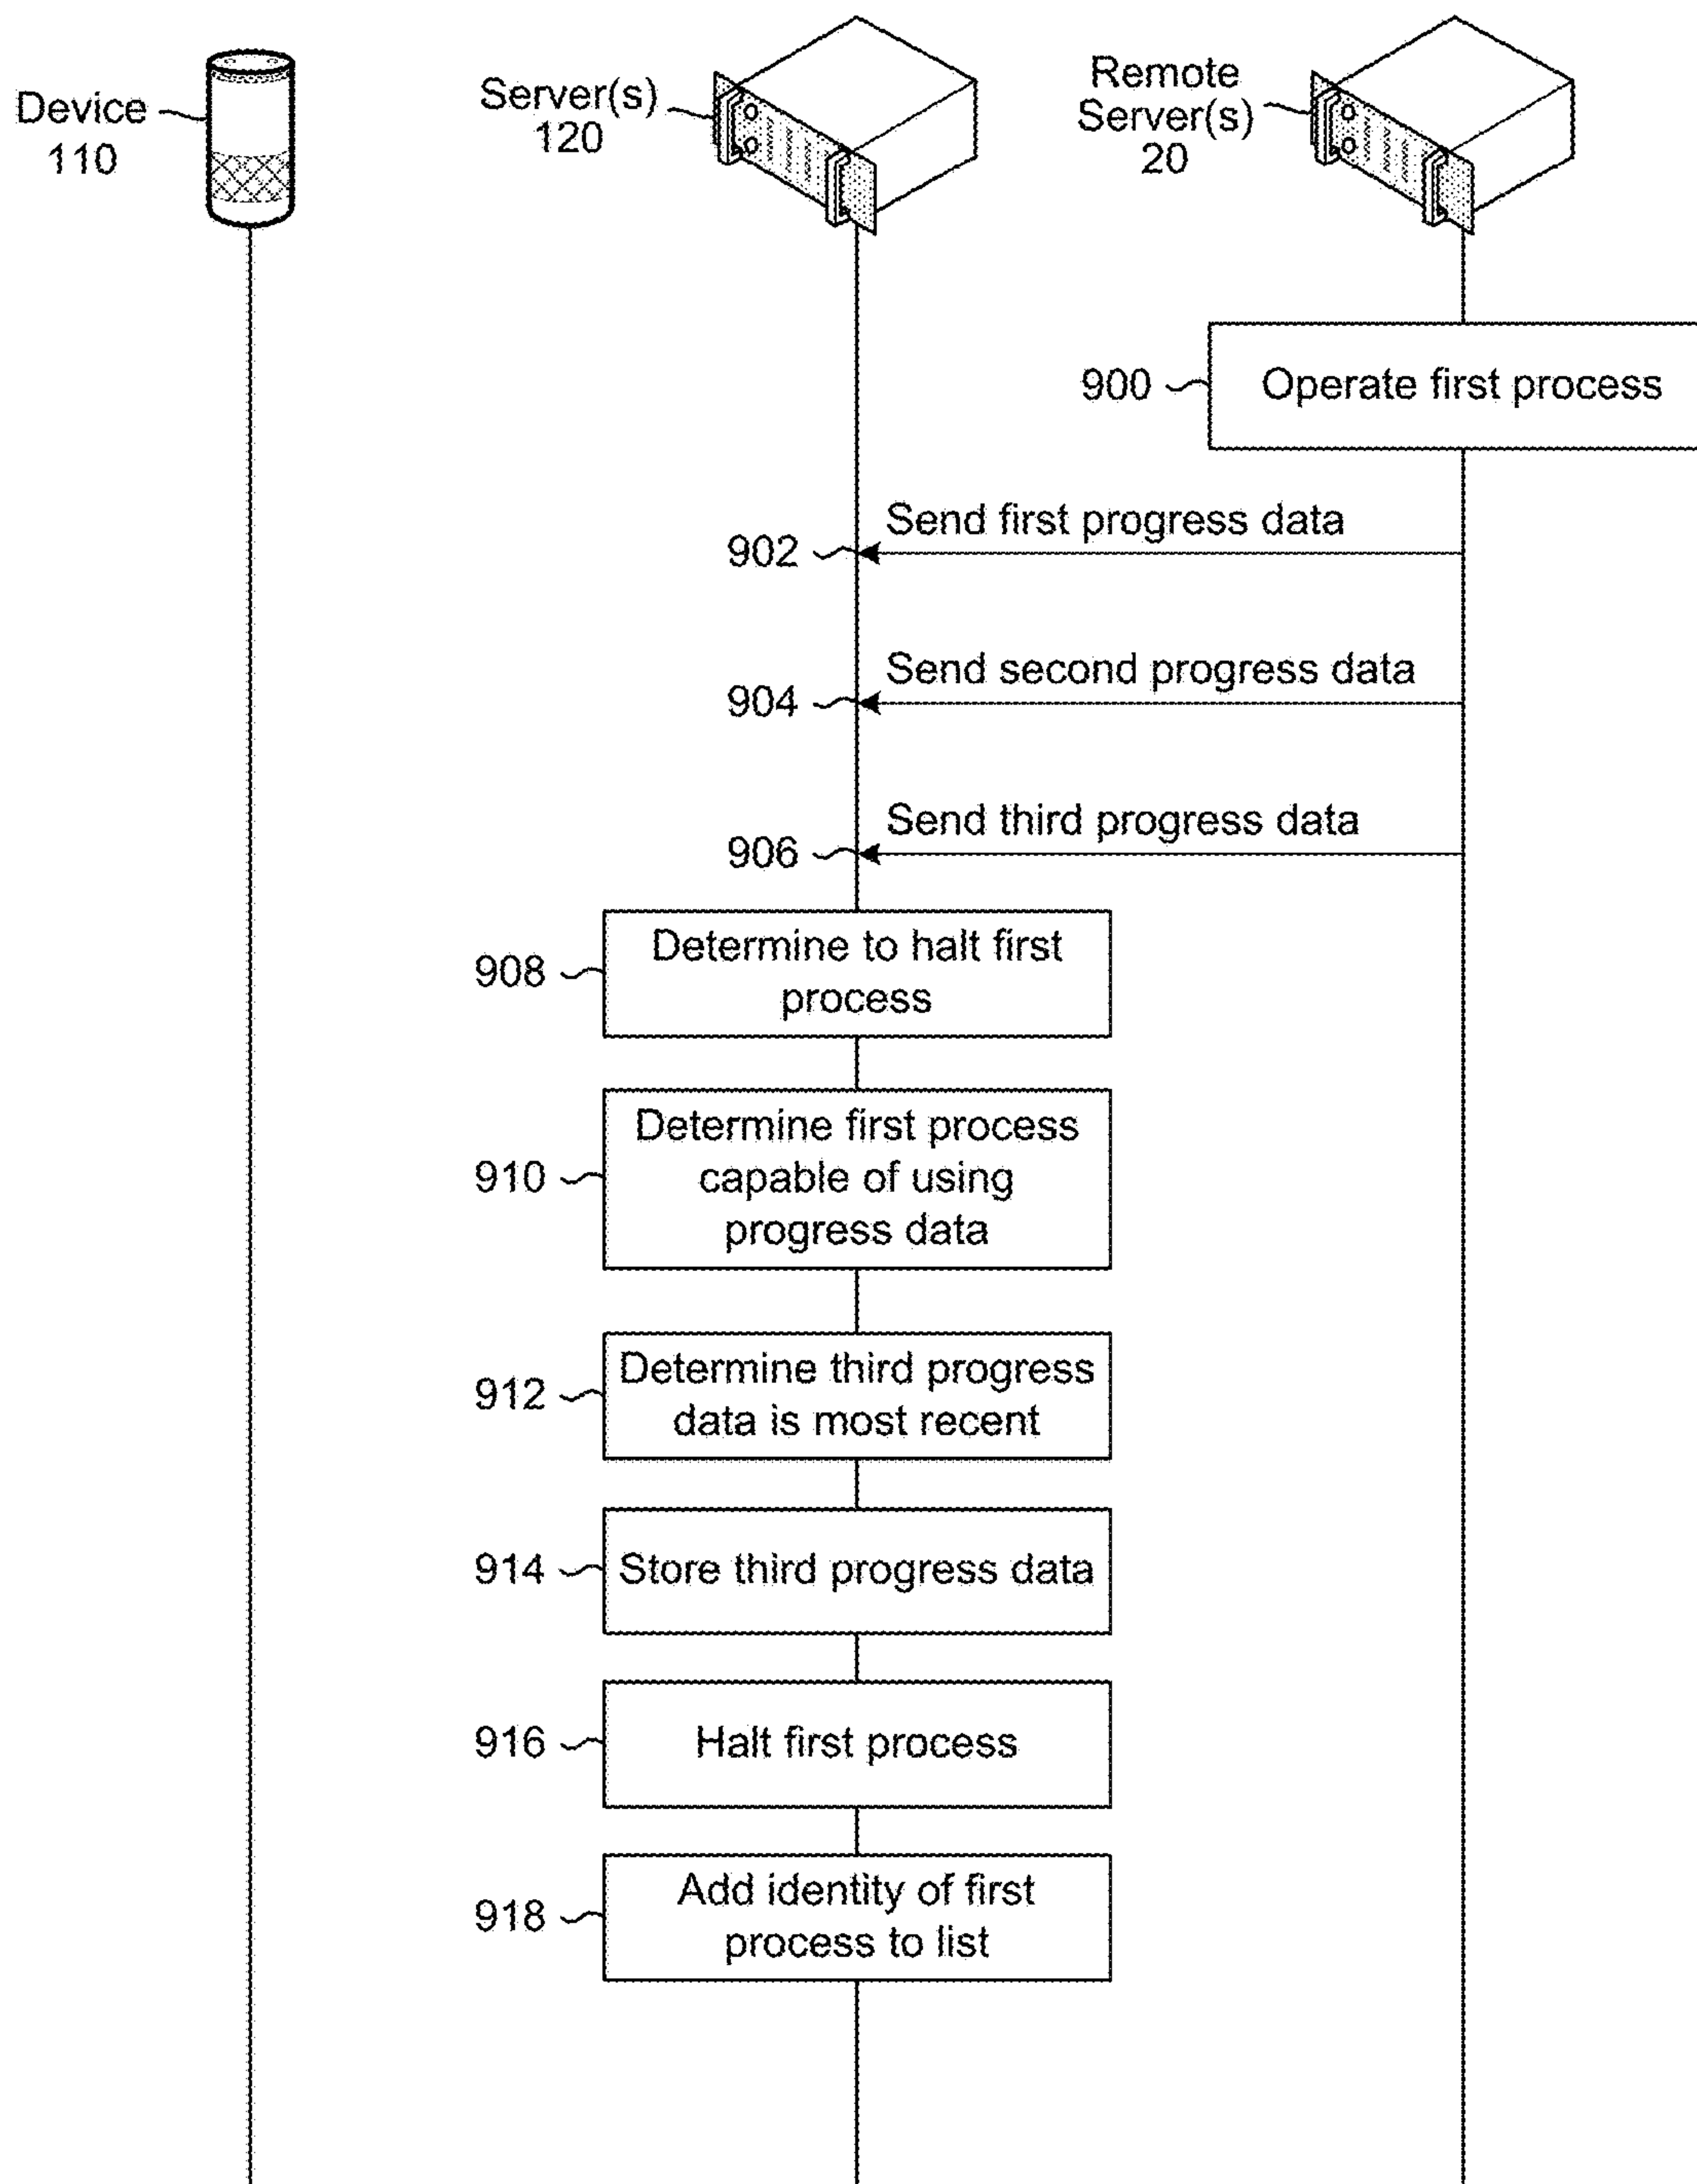 Device
110
Server(s)
120
Remote
Server(s)
20
900
Operate first process
Send first progress data
902
Send second progress data
904
Send third progress data
906
908
Determine to halt first
process
910
Determine first process
capable of using
progress data
912
Determine third progress
data is most recent
914
Store third progress data
916
Halt first process
918
Add identity of first
process to list